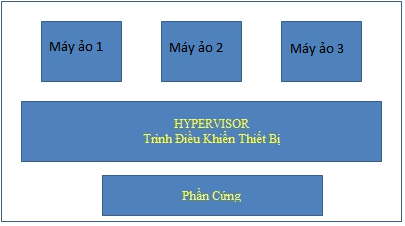 Máy ảo 1
Máy ảo 2
Máy ảo 3
HYPERVISOR
Trình Điều Khiển Thiết Bị
Phần Cứng